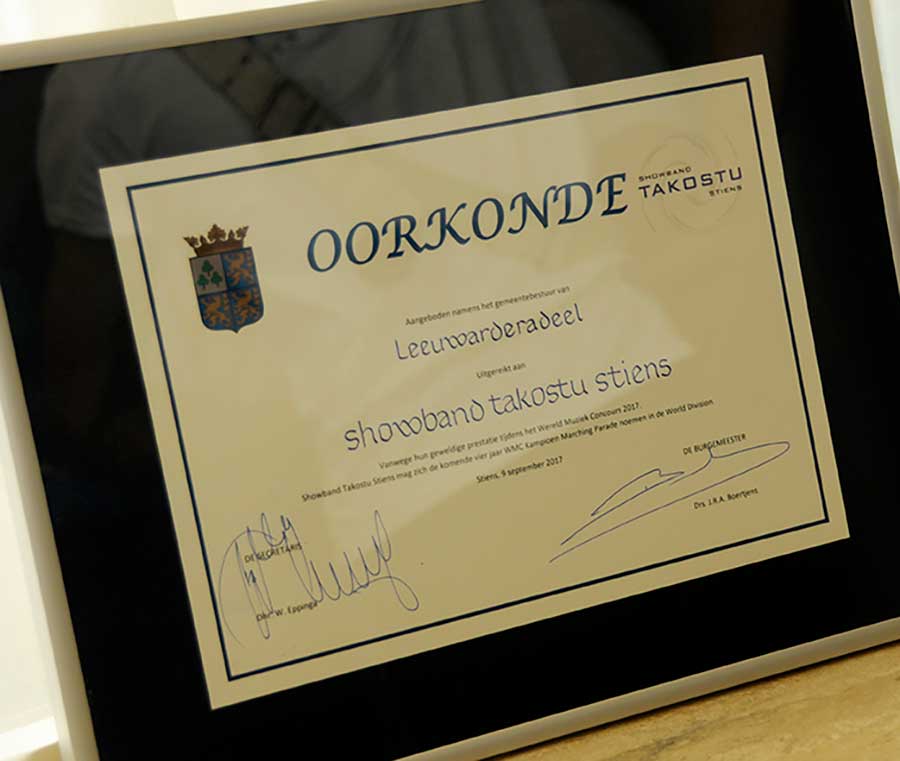 OORKONDE
SHOWBAND
TAKOSTU
STIENS
Aangeboden namens het gemeentebestuur van
Leeuwarderadeel
Uitgereikt aan
showband takostu stiens
Vanwege hun geweldige prestatie tijdens het Wereld Muziek Concours 2017.
Showband Takostu Stiens mag zich de komende vier jaar WMC Kampioen Marching Parade noemen in de World Division
Stiens, 9 september 2017
DE BURGEMEESTER
Drs. J.R.A. Boertjens
DE SECRETARIS
W. Eppinga